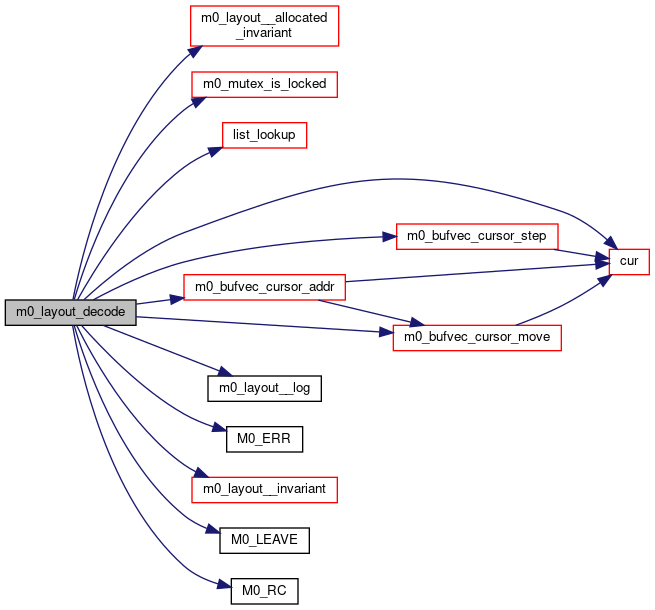 m0_layout__allocated
_invariant
m0_mutex_is_locked
list_lookup
m0_bufvec_cursor_step
cur
m0_bufvec_cursor_addr
m0_layout_decode
m0_bufvec_cursor_move
m0_layout__log
M0_ERR
m0_layout__invariant
M0_LEAVE
M0_RC